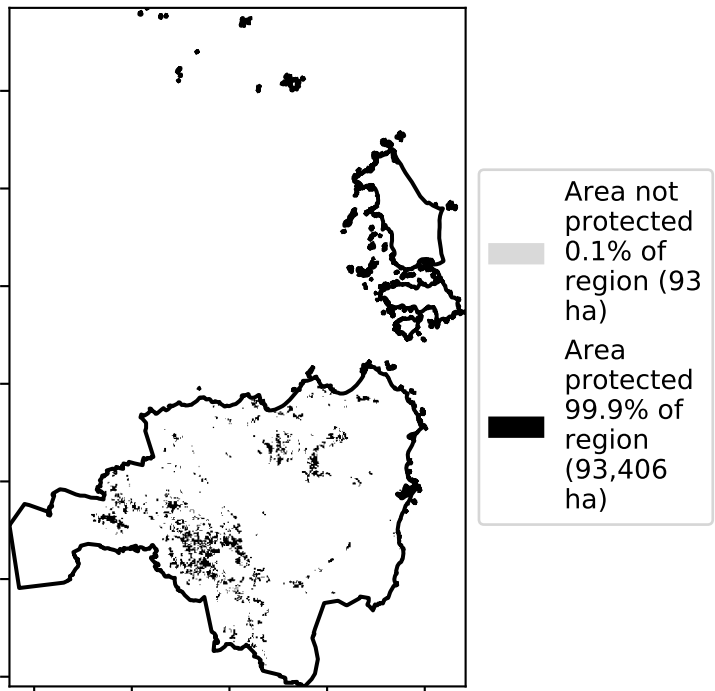 Area not
protected
0.1% of
region (93
ha)
Area
protected
99.9% of
region
(93,406
ha)